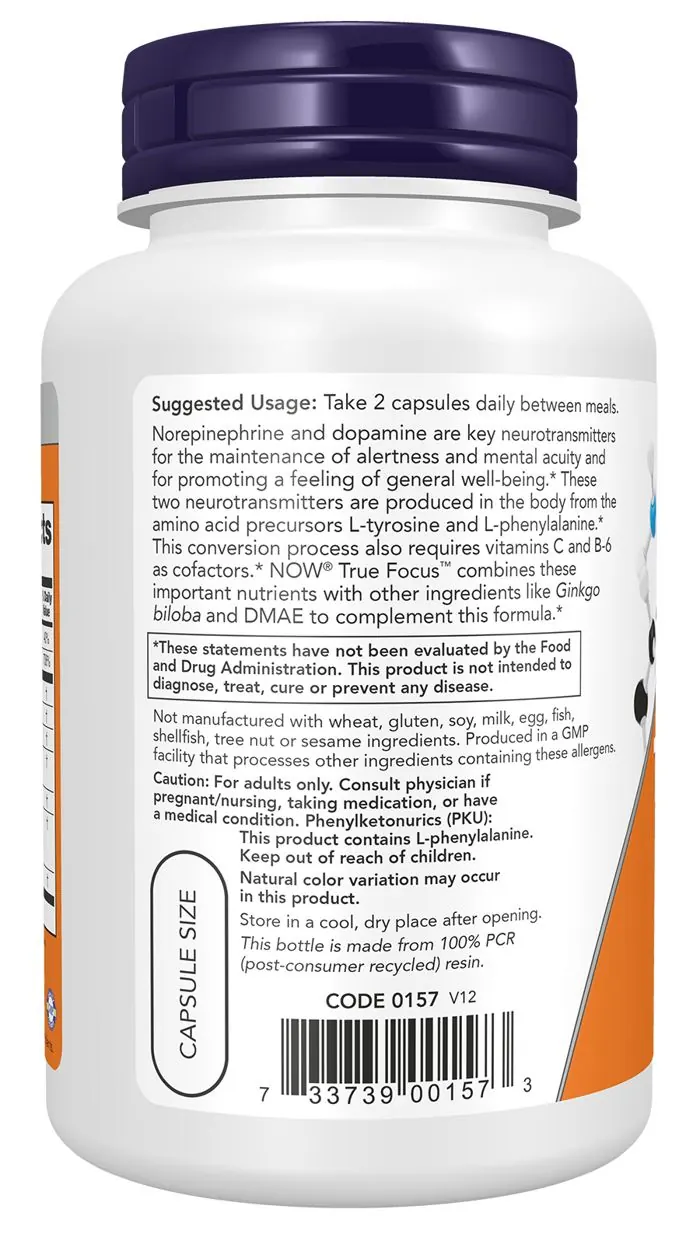 Suggested Usage: Take 2 capsules daily between meals.
Norepinephrine and dopamine are key neurotransmitters
for the maintenance of alertness and mental acuity and
for promoting a feeling of general well-being.* These
two neurotransmitters are produced in the body from the
amino acid precursors L-tyrosine and L-phenylalanine.*
This conversion process also requires vitamins C and B-6
as cofactors.* NOW® True Focus™ combines these
important nutrients with other ingredients like Ginkgo
biloba and DMAE to complement this formula.*
*These statements have not been evaluated by the Food
and Drug Administration. This product is not intended to
diagnose, treat, cure or prevent any disease.
Not manufactured with wheat, gluten, soy, milk, egg, fish,
shellfish, tree nut or sesame ingredients. Produced in a GMP
facility that processes other ingredients containing these allergens.
Caution: For adults only. Consult physician if
pregnant/nursing, taking medication, or have
a medical condition. Phenylketonurics (PKU):
This product contains L-phenylalanine.
Keep out of reach of children.
Natural color variation may occur
in this product.
Store in a cool, dry place after opening.
This bottle is made from 100% PCR
(post-consumer recycled) resin.
CAPSULE SIZE
CODE 0157 V12
7 33739 00157 3